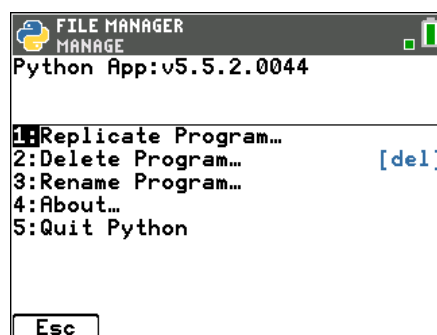 FILE MANAGER
MANAGE
Python App:v5.5.2.0044
1:Replicate Program…
2:Delete Program… [del]
3:Rename Program…
4:About…
5:Quit Python
Esc